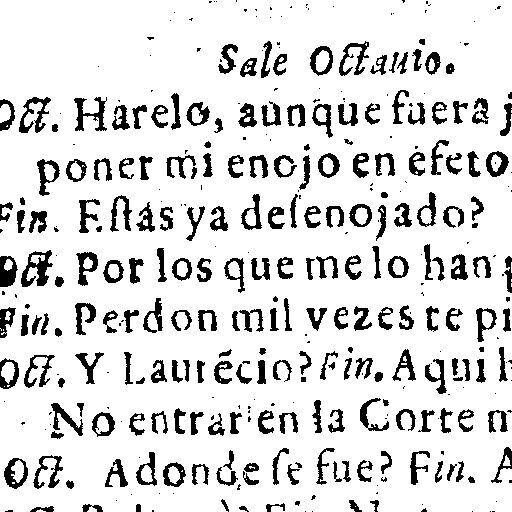 Sale Octauio.
Oct. Harelo, aunque fuera j
poner mi enojo en efeto
Fin. Estás ya desenojado?
Oct. Por los que me lo han p
Fin. Perdon mil vezes te pi
Oct. Y Lautẽcio? Fin. Aqui h
No entrar en la Corte m
Oct. Adonde se fue? Fin. A